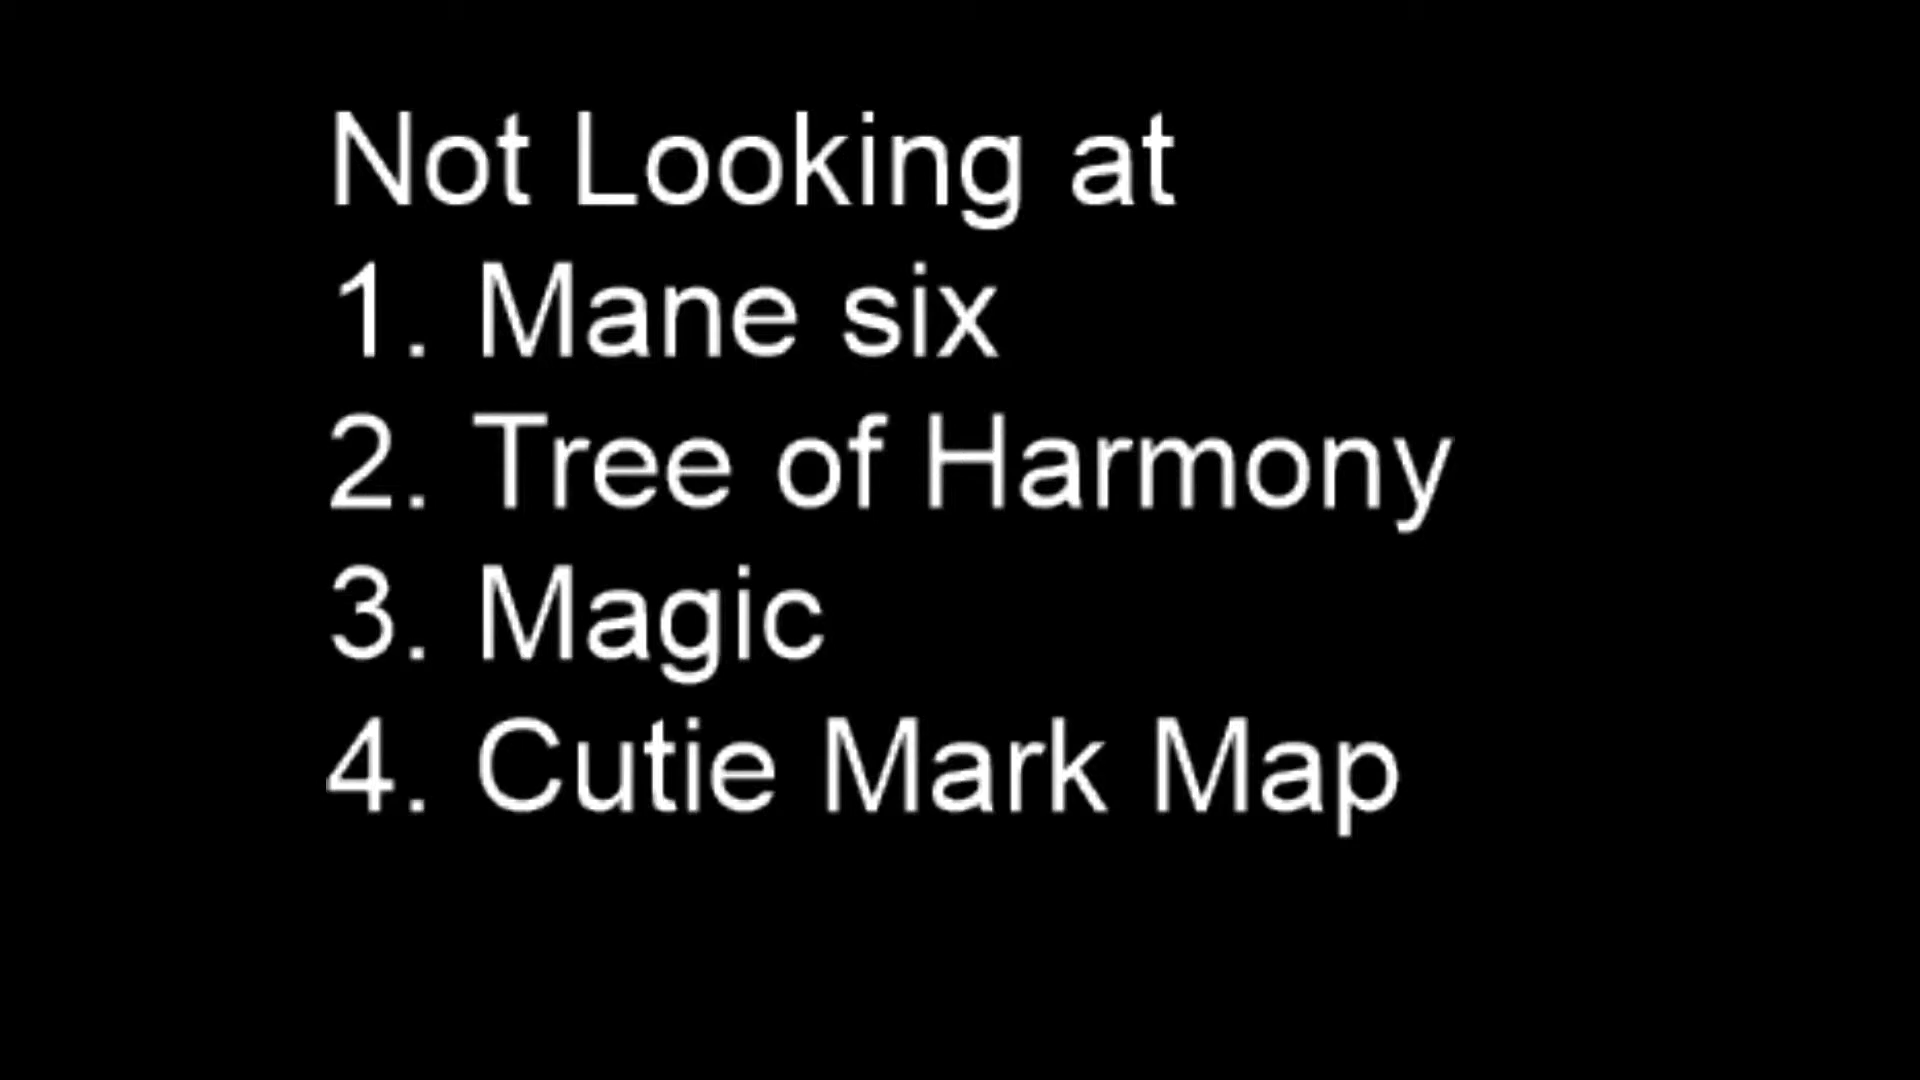 Not Looking at
1. Mane six
2. Tree of Harmony
3. Magic
4. Cutie Mark Map